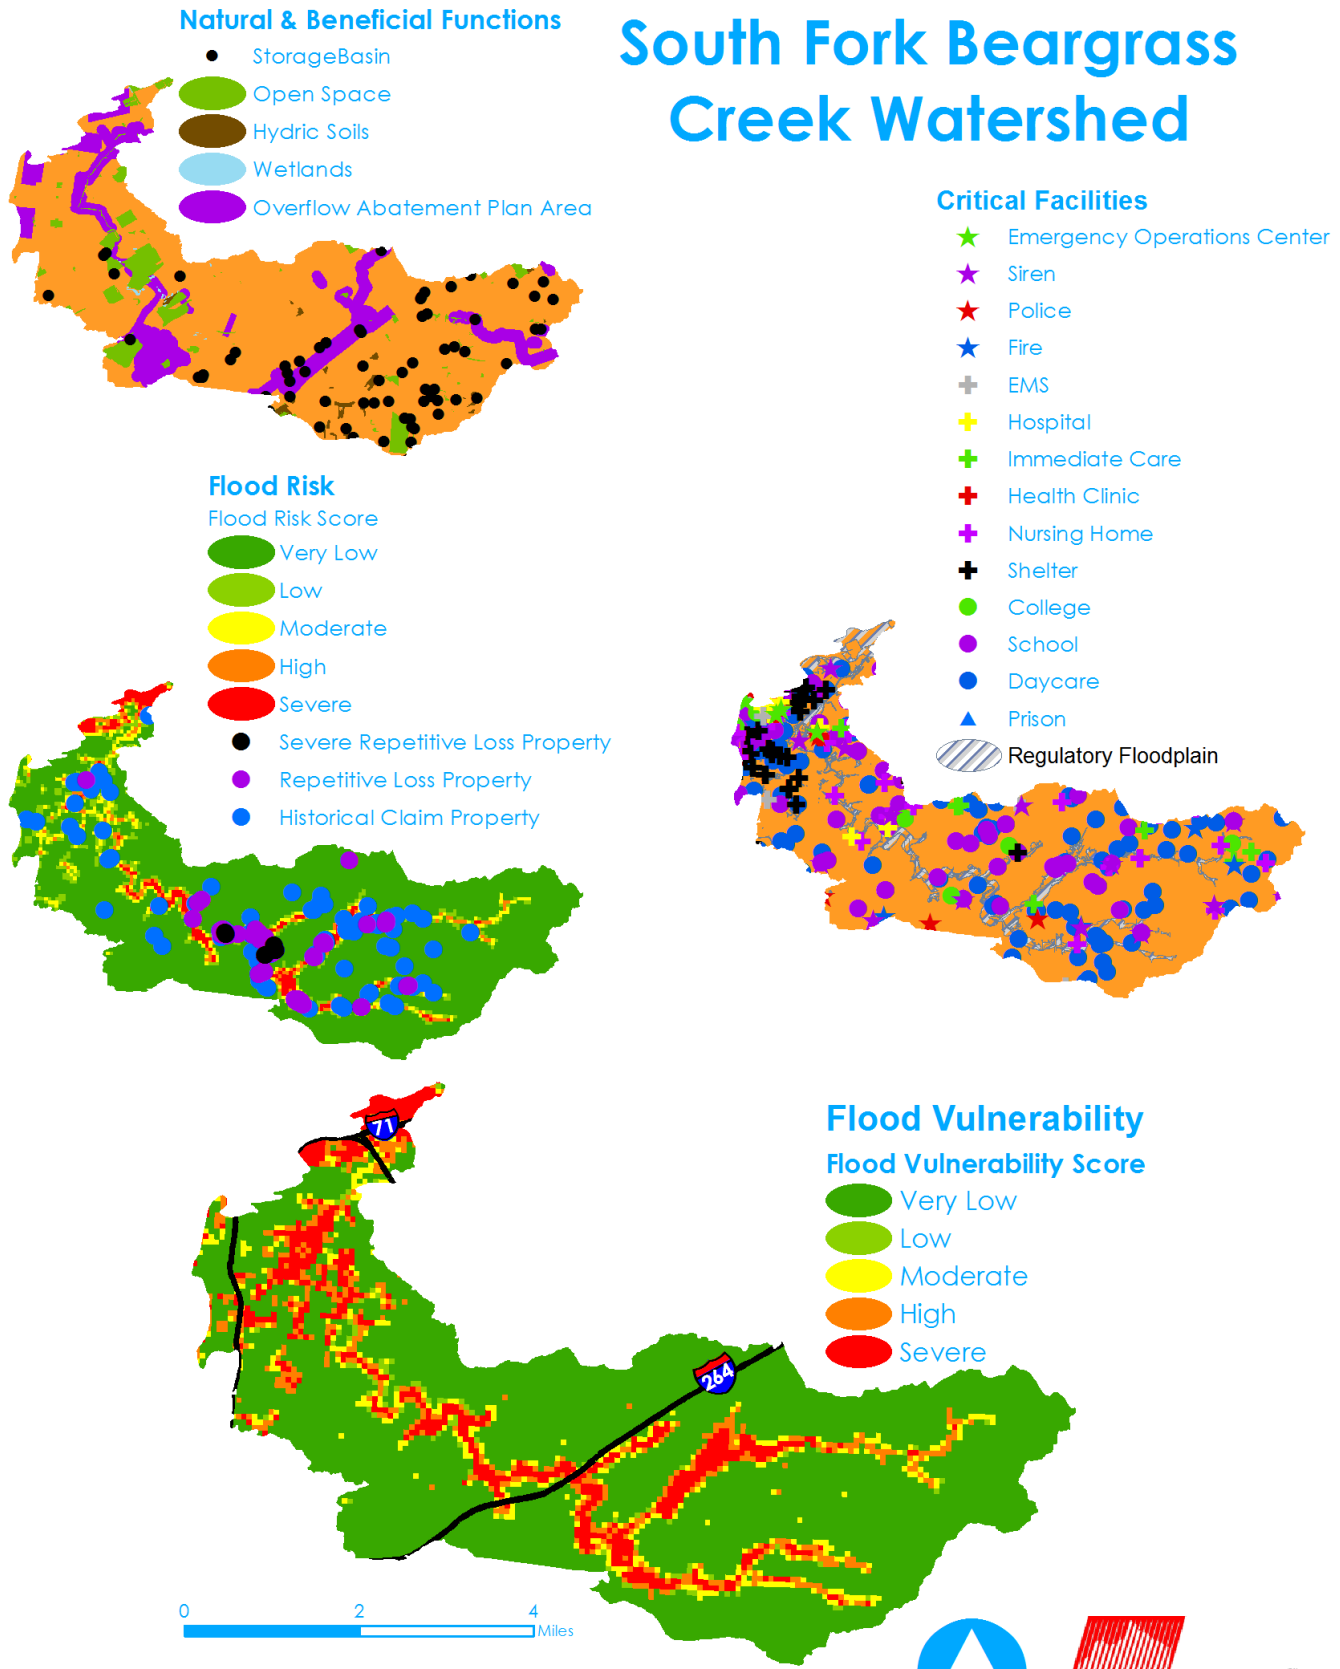 South Fork Beargrass
Creek Watershed
Natural & Beneficial Functions
StorageBasin
Open Space
Hydric Soils
Wetlands
Overflow Abatement Plan Area
Critical Facilities
Emergency Operations Center
Siren
Police
Fire
EMS
Hospital
Immediate Care
Health Clinic
Nursing Home
Shelter
College
School
Daycare
Prison
Regulatory Floodplain
Flood Risk
Flood Risk Score
Very Low
Low
Moderate
High
Severe
Severe Repetitive Loss Property
Repetitive Loss Property
Historical Claim Property
Flood Vulnerability
Flood Vulnerability Score
Very Low
Low
Moderate
High
Severe
71
264
0 2 4
Miles